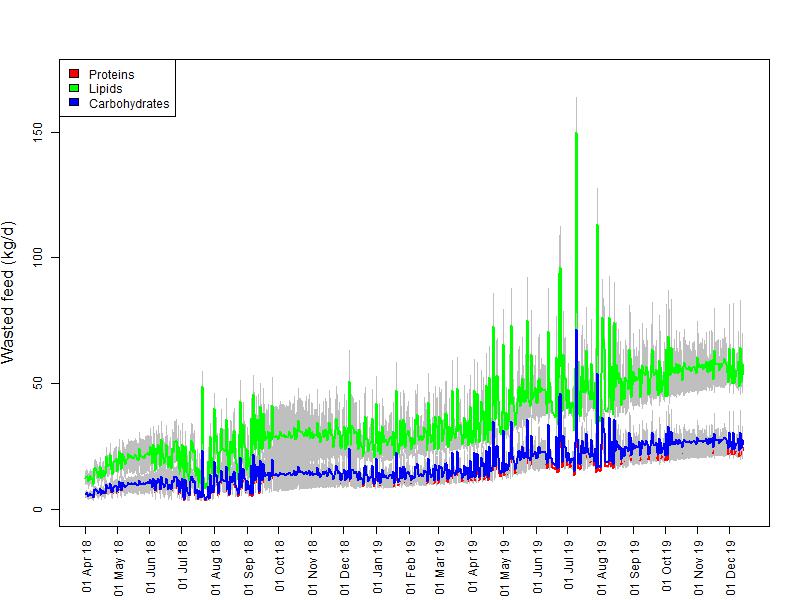 Proteins
Lipids
Carbohydrates
Wasted feed (kg/d)
150
100
50
0
01 Apr 18
01 May 18
01 Jun 18
01 Jul 18
01 Aug 18
01 Sep 18
01 Oct 18
01 Nov 18
01 Dec 18
01 Jan 19
01 Feb 19
01 Mar 19
01 Apr 19
01 May 19
01 Jun 19
01 Jul 19
01 Aug 19
01 Sep 19
01 Oct 19
01 Nov 19
01 Dec 19